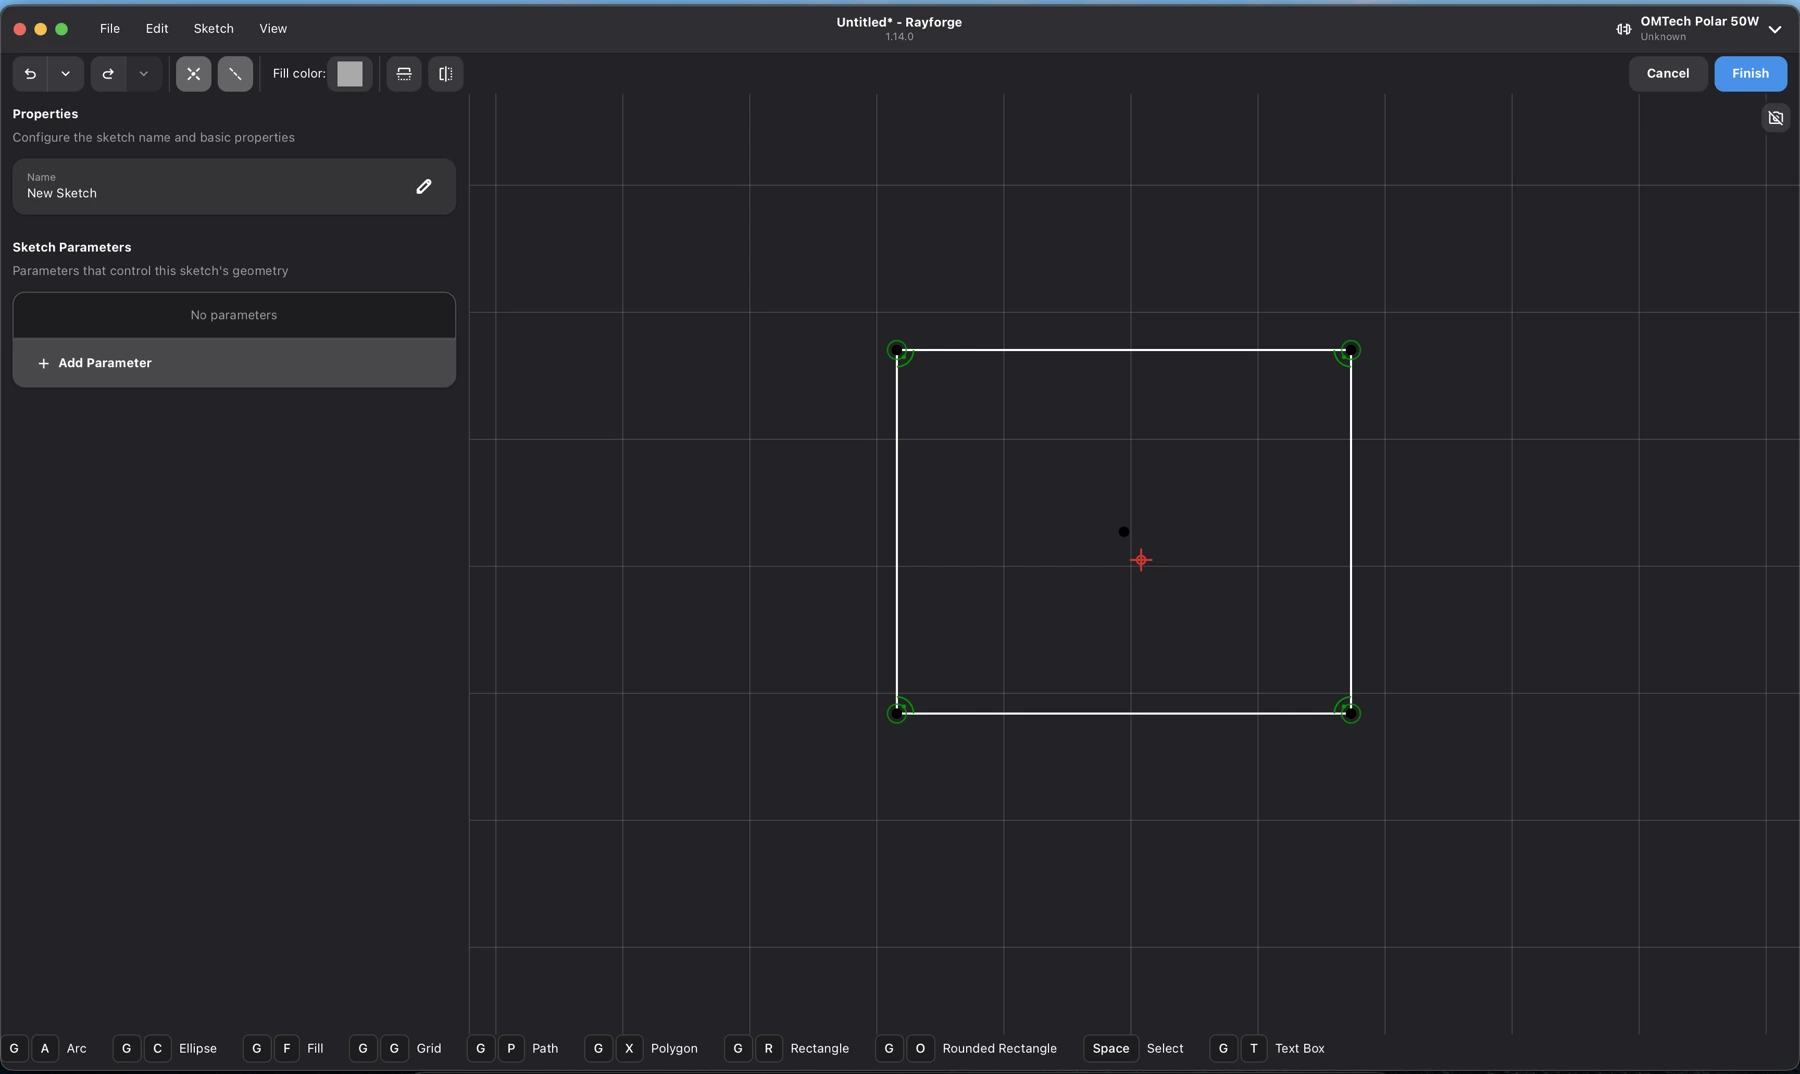 File Edit Sketch View
Untitled* - Rayforge
1.14.0
OMTech Polar 50W
Unknown
Fill color:
Cancel
Finish
Properties
Configure the sketch name and basic properties
Name
New Sketch
Sketch Parameters
Parameters that control this sketch's geometry
No parameters
+ Add Parameter
G A Arc G C Ellipse G F Fill G G Grid G P Path G X Polygon G R Rectangle G O Rounded Rectangle Space Select G T Text Box